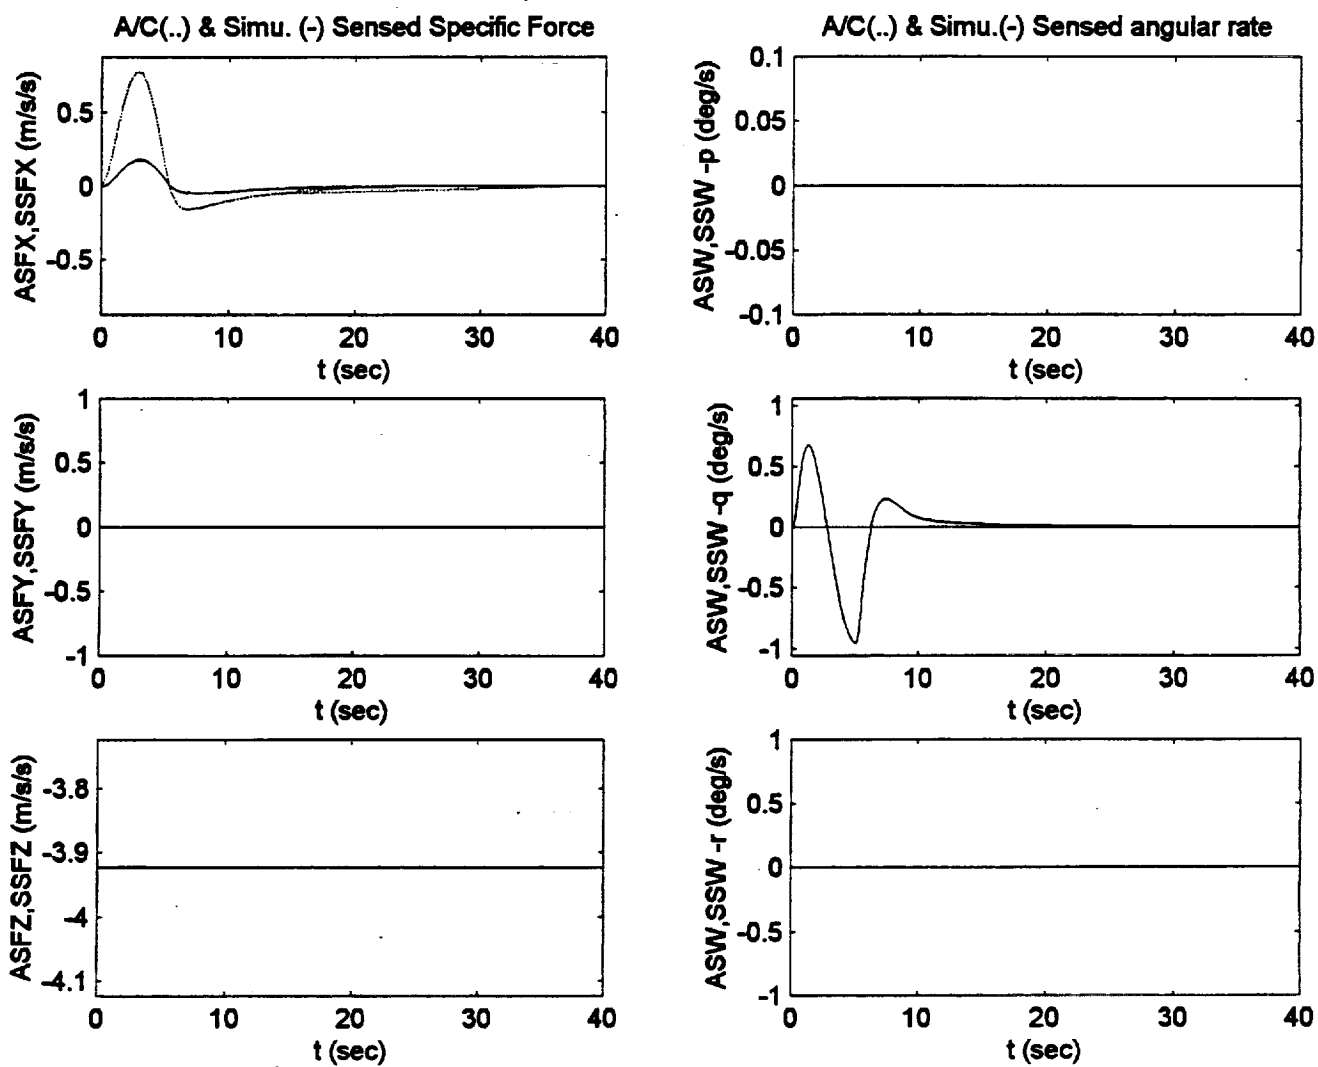 A/C(..) & Simu. (-) Sensed Specific Force
ASFX,SSFX (m/s/s)
0.5
0
-0.5
0 10 20 30 40
t (sec)
A/C(..) & Simu.(-) Sensed angular rate
ASW,SSW -p (deg/s)
0.1
0.05
0
-0.05
-0.1
0 10 20 30 40
t (sec)
ASFY,SSFY (m/s/s)
1
0.5
0
-0.5
-1
0 10 20 30 40
t (sec)
ASW,SSW -q (deg/s)
1
0.5
0
-0.5
-1
0 10 20 30 40
t (sec)
ASFZ,SSFZ (m/s/s)
-3.8
-3.9
-4
-4.1
0 10 20 30 40
t (sec)
ASW,SSW -r (deg/s)
1
0.5
0
-0.5
-1
0 10 20 30 40
t (sec)